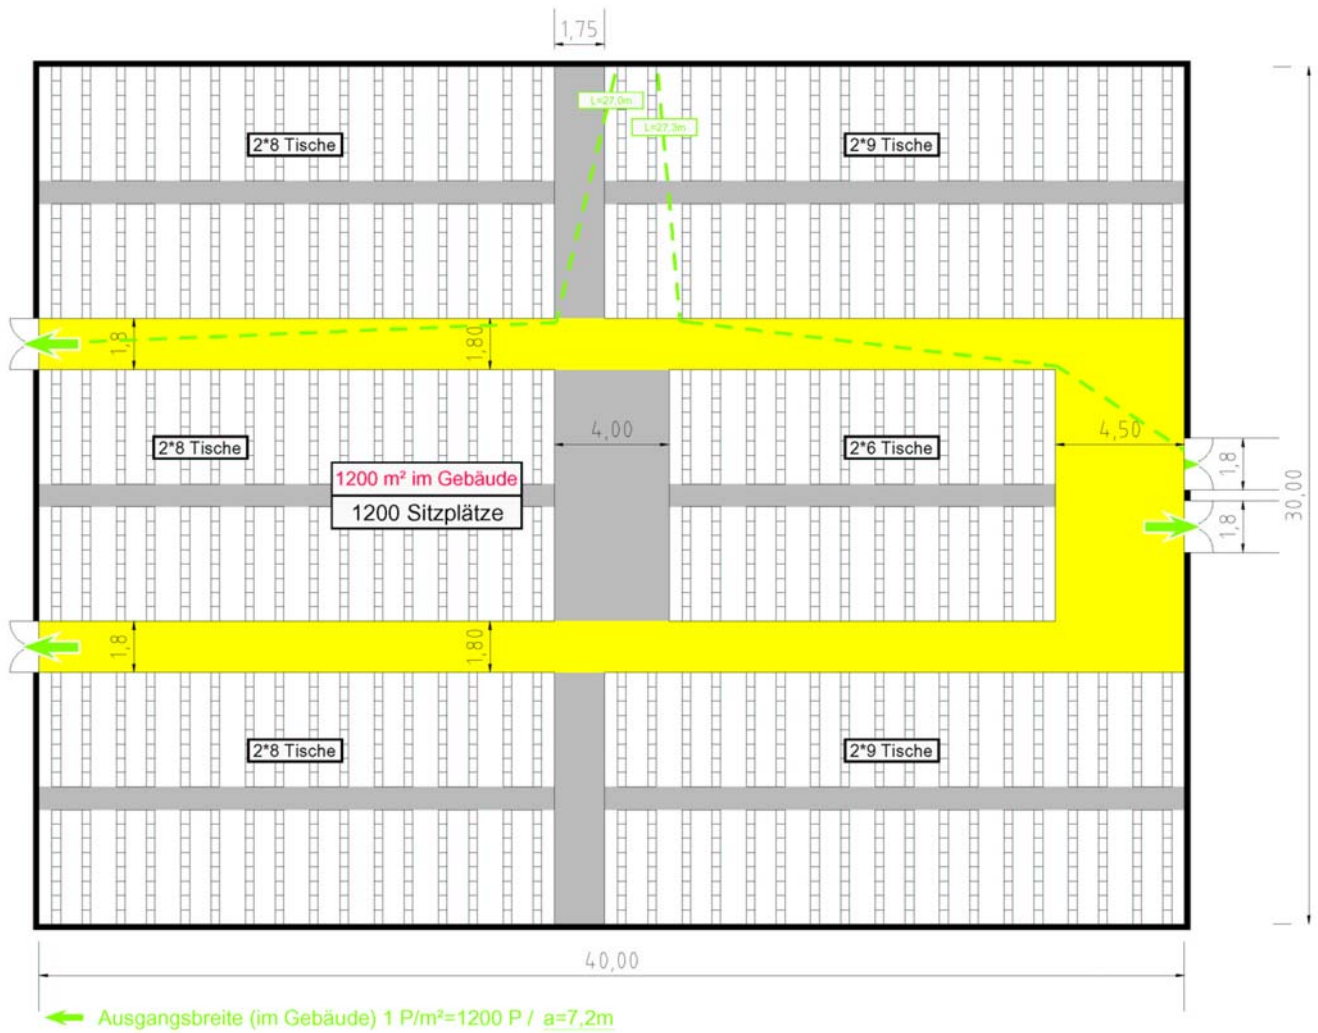 1,75
L=27,0m
L=27,3m
2*8 Tische
2*9 Tische
1,8
1,80
4,00
4,50
2*8 Tische
2*6 Tische
1200 m² im Gebäude
1200 Sitzplätze
1,8
1,8
30,00
1,8
1,80
2*8 Tische
2*9 Tische
40,00
Ausgangsbreite (im Gebäude) 1 P/m²=1200 P / a=7,2m